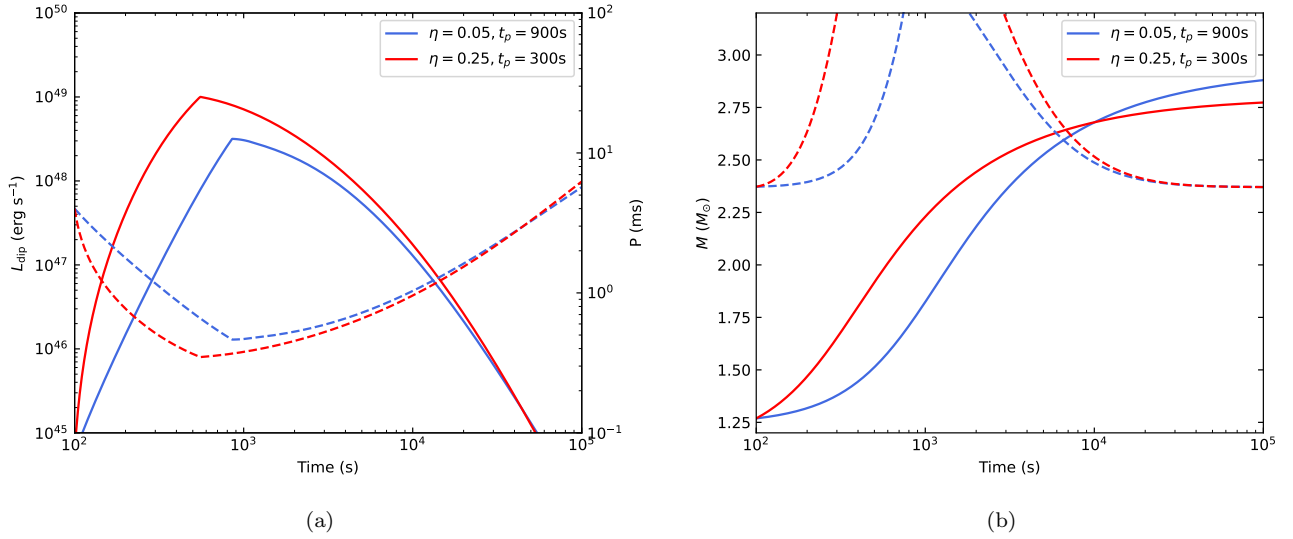 10^50
10^49
10^48
10^47
10^46
10^45
L_dip (erg s^−1)
10^2
10^3
10^4
10^5
Time (s)
10^2
10^1
10^0
10^−1
P (ms)
η = 0.05, t_p = 900s
η = 0.25, t_p = 300s
(a)
3.00
2.75
2.50
2.25
2.00
1.75
1.50
1.25
M (M_⊙)
10^2
10^3
10^4
10^5
Time (s)
η = 0.05, t_p = 900s
η = 0.25, t_p = 300s
(b)